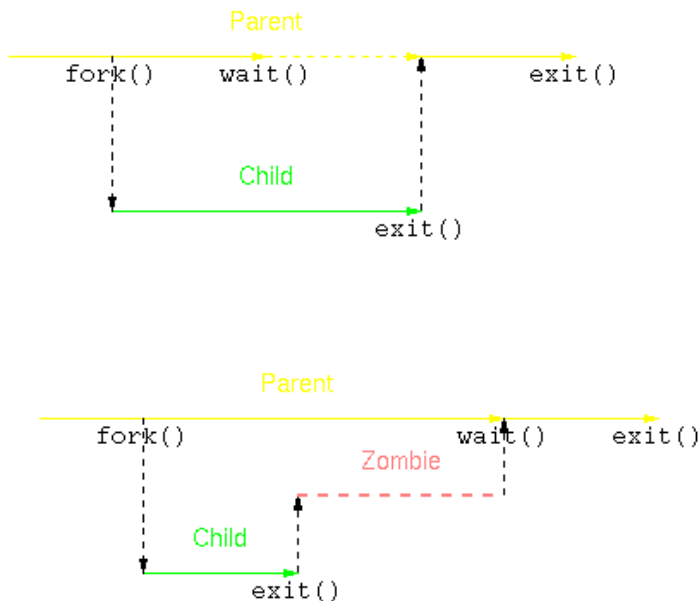 Parent
fork() wait() exit()
Child
exit()
Parent
fork() wait() exit()
Zombie
Child
exit()